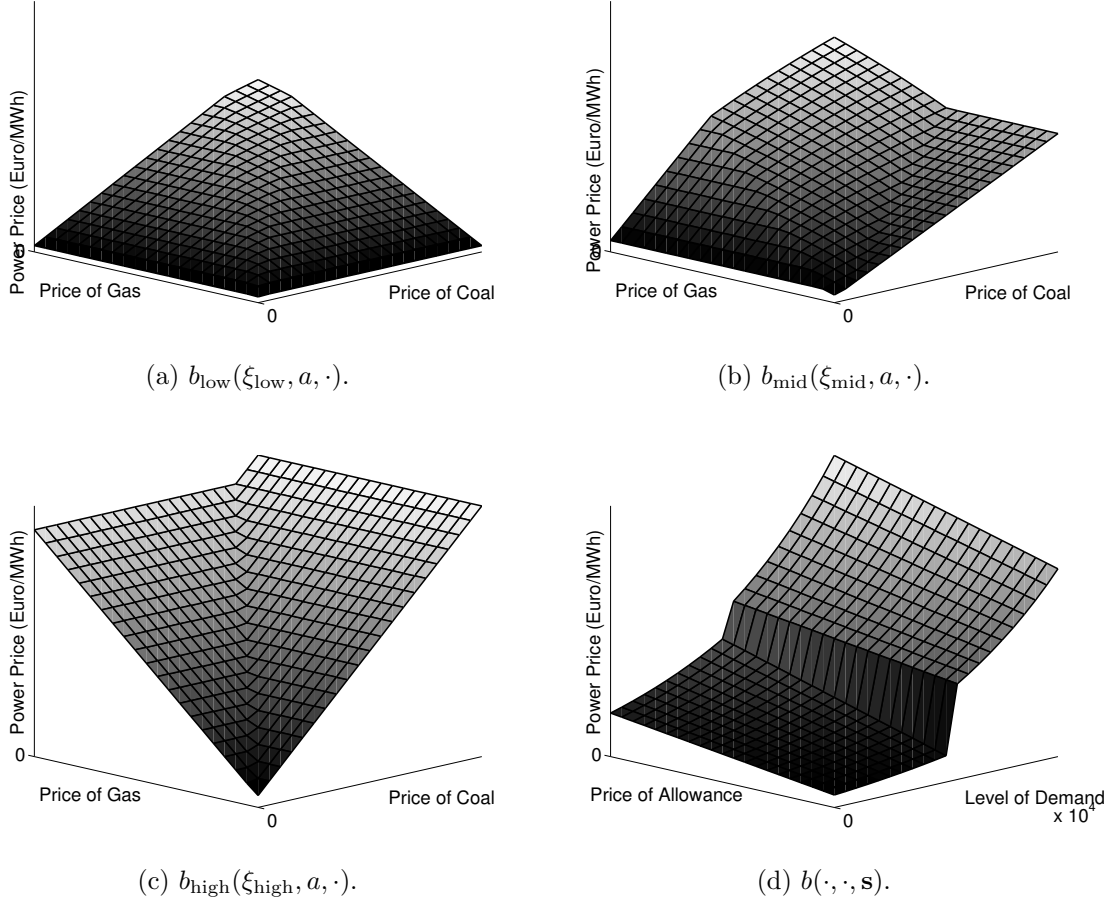 Power Price (Euro/MWh)
0
Price of Gas
Price of Coal
0
(a) b_low(ξ_low, a, ·).
Power Price (Euro/MWh)
0
Price of Gas
Price of Coal
0
(b) b_mid(ξ_mid, a, ·).
Power Price (Euro/MWh)
0
Price of Gas
Price of Coal
0
(c) b_high(ξ_high, a, ·).
Power Price (Euro/MWh)
0
Price of Allowance
Level of Demand
x 10^4
0
(d) b(·, ·, s).